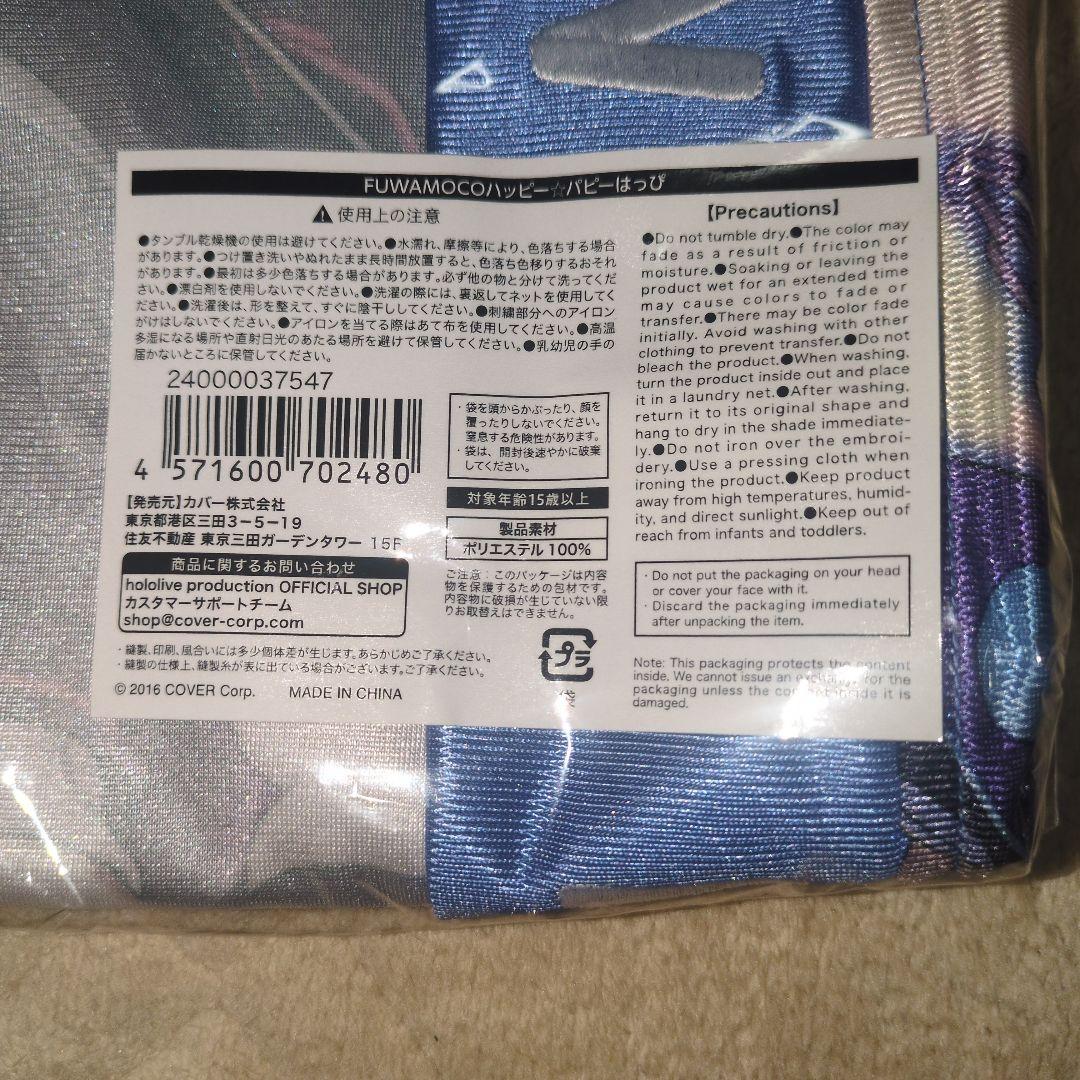 FUWAMOCOハッピー☆パピーはっぴ
⚠使用上の注意
●タンブル乾燥機の使用は避けてください。●水濡れ、摩擦等により、色落ちする場合
があります。●つけ置き洗いやぬれたまま長時間放置すると、色落ち色移りするおそれ
があります。●最初は多少色落ちする場合があります。必ず他の物と分けて洗ってくだ
さい。●漂白剤を使用しないでください。●洗濯の際には、裏返してネットを使用してく
ださい。●洗濯後は、形を整えて、すぐに陰干ししてください。●刺繍部分へのアイロン
がけはしないでください。●アイロンを当てる際はあて布を使用してください。●高温
多湿になる場所や直射日光のあたる場所を避けて保管してください。●乳幼児の手の
届かないところに保管してください。
24000037547
4 571600 702480
【発売元】カバー株式会社
東京都港区三田3-5-19
住友不動産 東京三田ガーデンタワー 15F
商品に関するお問い合わせ
hololive production OFFICIAL SHOP
カスタマーサポートチーム
shop@cover-corp.com
・袋を頭からかぶったり、顔を
覆ったりしないでください。
窒息する危険性があります。
・袋は、開封後速やかに破棄
してください。
対象年齢15歳以上
製品素材
ポリエステル 100%
ご注意：このパッケージは内容
物を保護するための包材です。
内容物に破損が生じていない限
りお取替えはできません。
・縫製、印刷、風合いには多少個体差が生じます。あらかじめご了承ください。
・縫製の仕様上、縫製糸が表に出ている場合がございます。ご了承ください。
© 2016 COVER Corp. MADE IN CHINA
プラ
袋
【Precautions】
●Do not tumble dry.●The color may
fade as a result of friction or
moisture.●Soaking or leaving the
product wet for an extended time
may cause colors to fade or
transfer.●There may be color fade
initially. Avoid washing with other
clothing to prevent transfer.●Do not
bleach the product.●When washing,
turn the product inside out and place
it in a laundry net.●After washing,
return it to its original shape and
hang to dry in the shade immediate-
ly.●Do not iron over the embroi-
dery.●Use a pressing cloth when
ironing the product.●Keep product
away from high temperatures, humid-
ity, and direct sunlight.●Keep out of
reach from infants and toddlers.
・Do not put the packaging on your head
or cover your face with it.
・Discard the packaging immediately
after unpacking the item.
Note: This packaging protects the content
inside. We cannot issue an exchange for the
packaging unless the content inside it is
damaged.